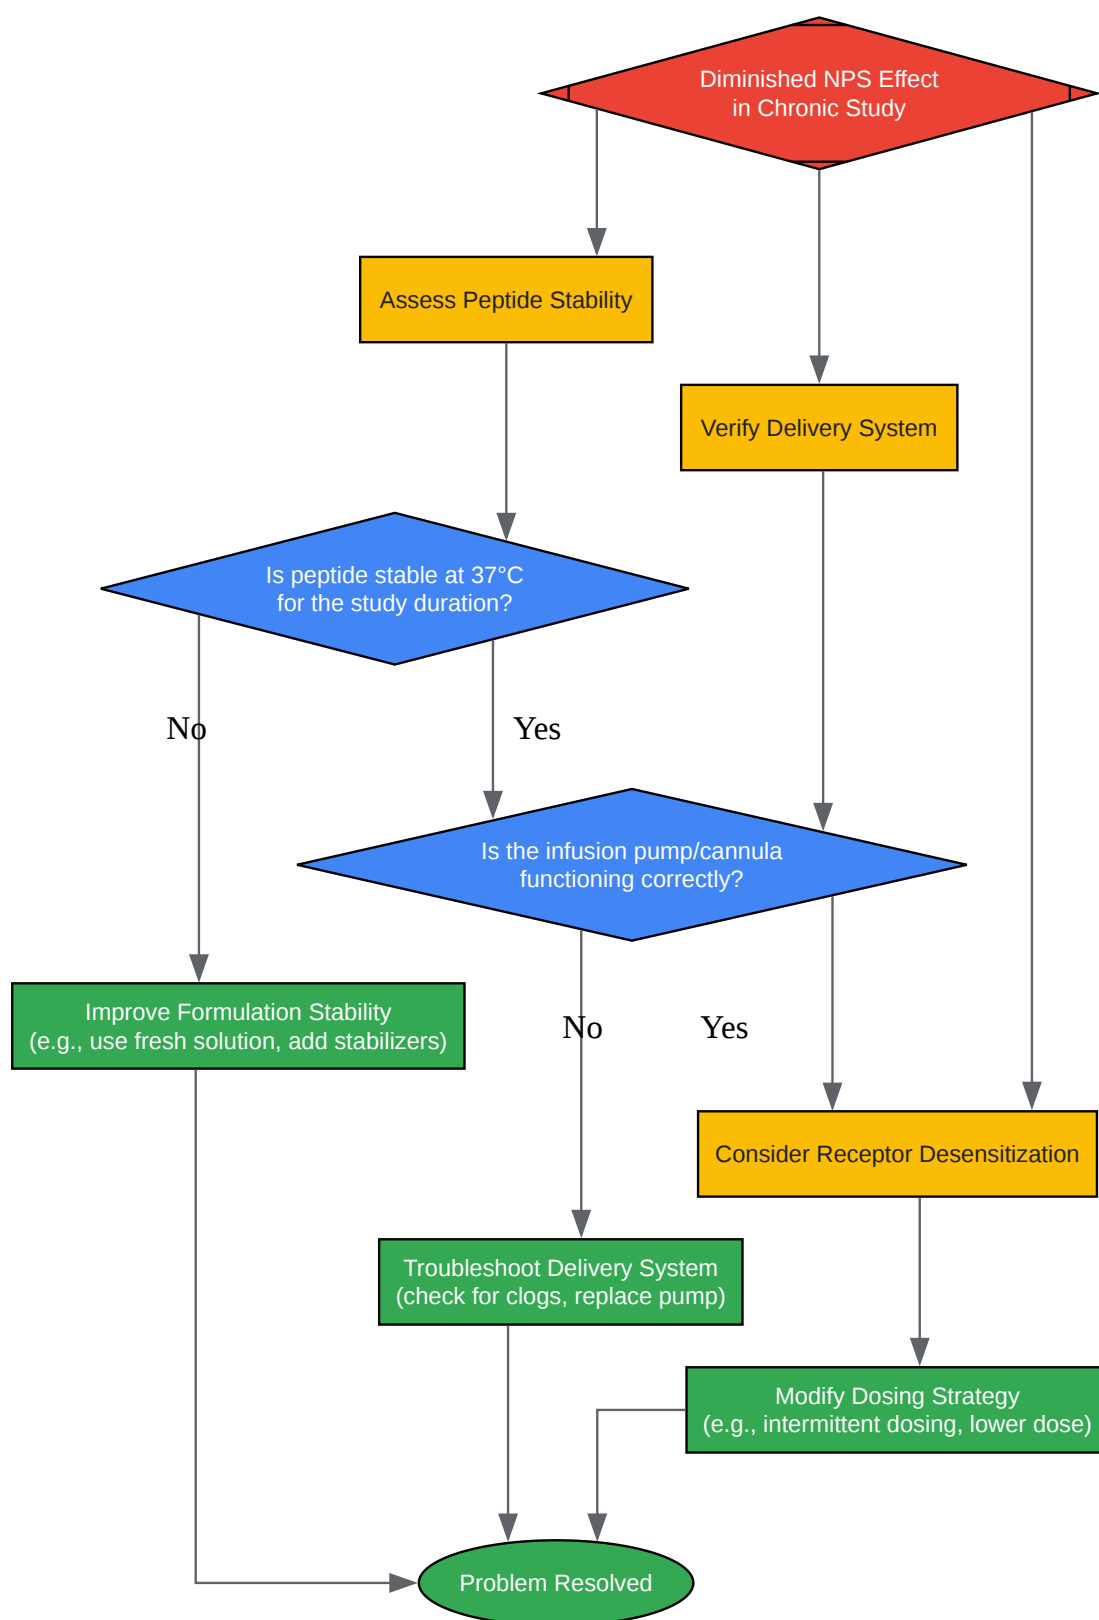 Diminished NPS Effect
in Chronic Study
Assess Peptide Stability
Verify Delivery System
Is peptide stable at 37°C
for the study duration?
No
Yes
Is the infusion pump/cannula
functioning correctly?
Improve Formulation Stability
(e.g., use fresh solution, add stabilizers)
No
Yes
Consider Receptor Desensitization
Troubleshoot Delivery System
(check for clogs, replace pump)
Modify Dosing Strategy
(e.g., intermittent dosing, lower dose)
Problem Resolved